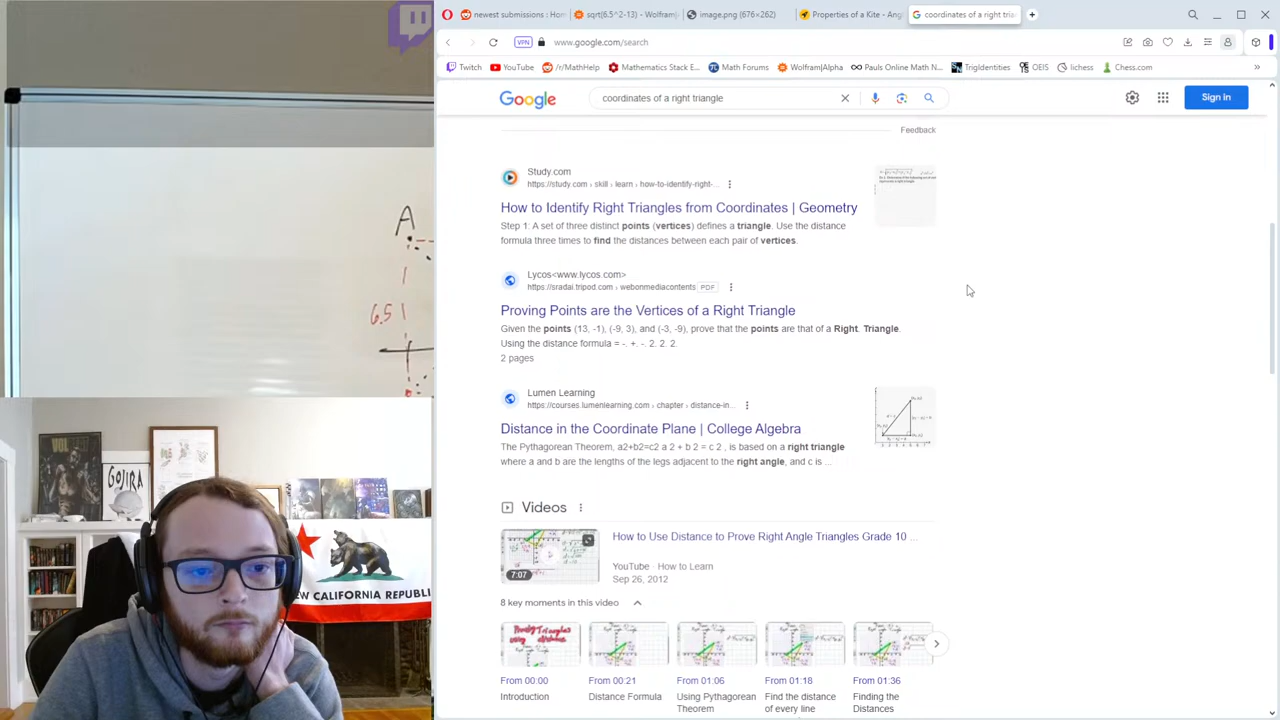 newest submissions : Hom
sqrt(6.5^2-13) - Wolfram|
image.png (676×262)
Properties of a Kite - Ang
coordinates of a right tria
VPN
www.google.com/search
Twitch
YouTube
/r/MathHelp
Mathematics Stack E...
Math Forums
Wolfram|Alpha
Pauls Online Math N...
TrigIdentities
OEIS
lichess
Chess.com
Google
coordinates of a right triangle
Sign in
Feedback
Study.com
https://study.com › skill › learn › how-to-identify-right-...
How to Identify Right Triangles from Coordinates | Geometry
Step 1: A set of three distinct points (vertices) defines a triangle. Use the distance
formula three times to find the distances between each pair of vertices.
Lycos<www.lycos.com>
https://sradai.tripod.com › webonmediacontents
PDF
Proving Points are the Vertices of a Right Triangle
Given the points (13, -1), (-9, 3), and (-3, -9), prove that the points are that of a Right. Triangle.
Using the distance formula = -. +. -. 2. 2. 2.
2 pages
Lumen Learning
https://courses.lumenlearning.com › chapter › distance-in...
Distance in the Coordinate Plane | College Algebra
The Pythagorean Theorem, a2+b2=c2 a 2 + b 2 = c 2 , is based on a right triangle
where a and b are the lengths of the legs adjacent to the right angle, and c is ...
Videos
7:07
How to Use Distance to Prove Right Angle Triangles Grade 10 ...
YouTube · How to Learn
Sep 26, 2012
8 key moments in this video
From 00:00
Introduction
From 00:21
Distance Formula
From 01:06
Using Pythagorean
Theorem
From 01:18
Find the distance
of every line
From 01:36
Finding the
Distances
A
6.5
VOL
GOJIRA
EW CALIFORNIA REPUBLI